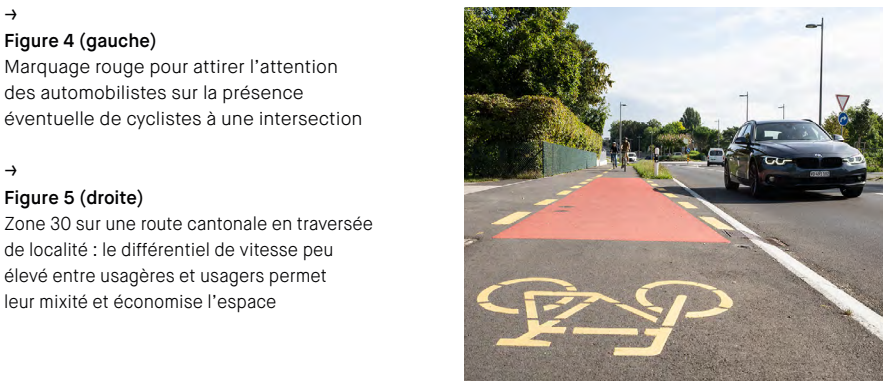 →
Figure 4 (gauche)
Marquage rouge pour attirer l'attention
des automobilistes sur la présence
éventuelle de cyclistes à une intersection
→
Figure 5 (droite)
Zone 30 sur une route cantonale en traversée
de localité : le différentiel de vitesse peu
élevé entre usagères et usagers permet
leur mixité et économise l'espace